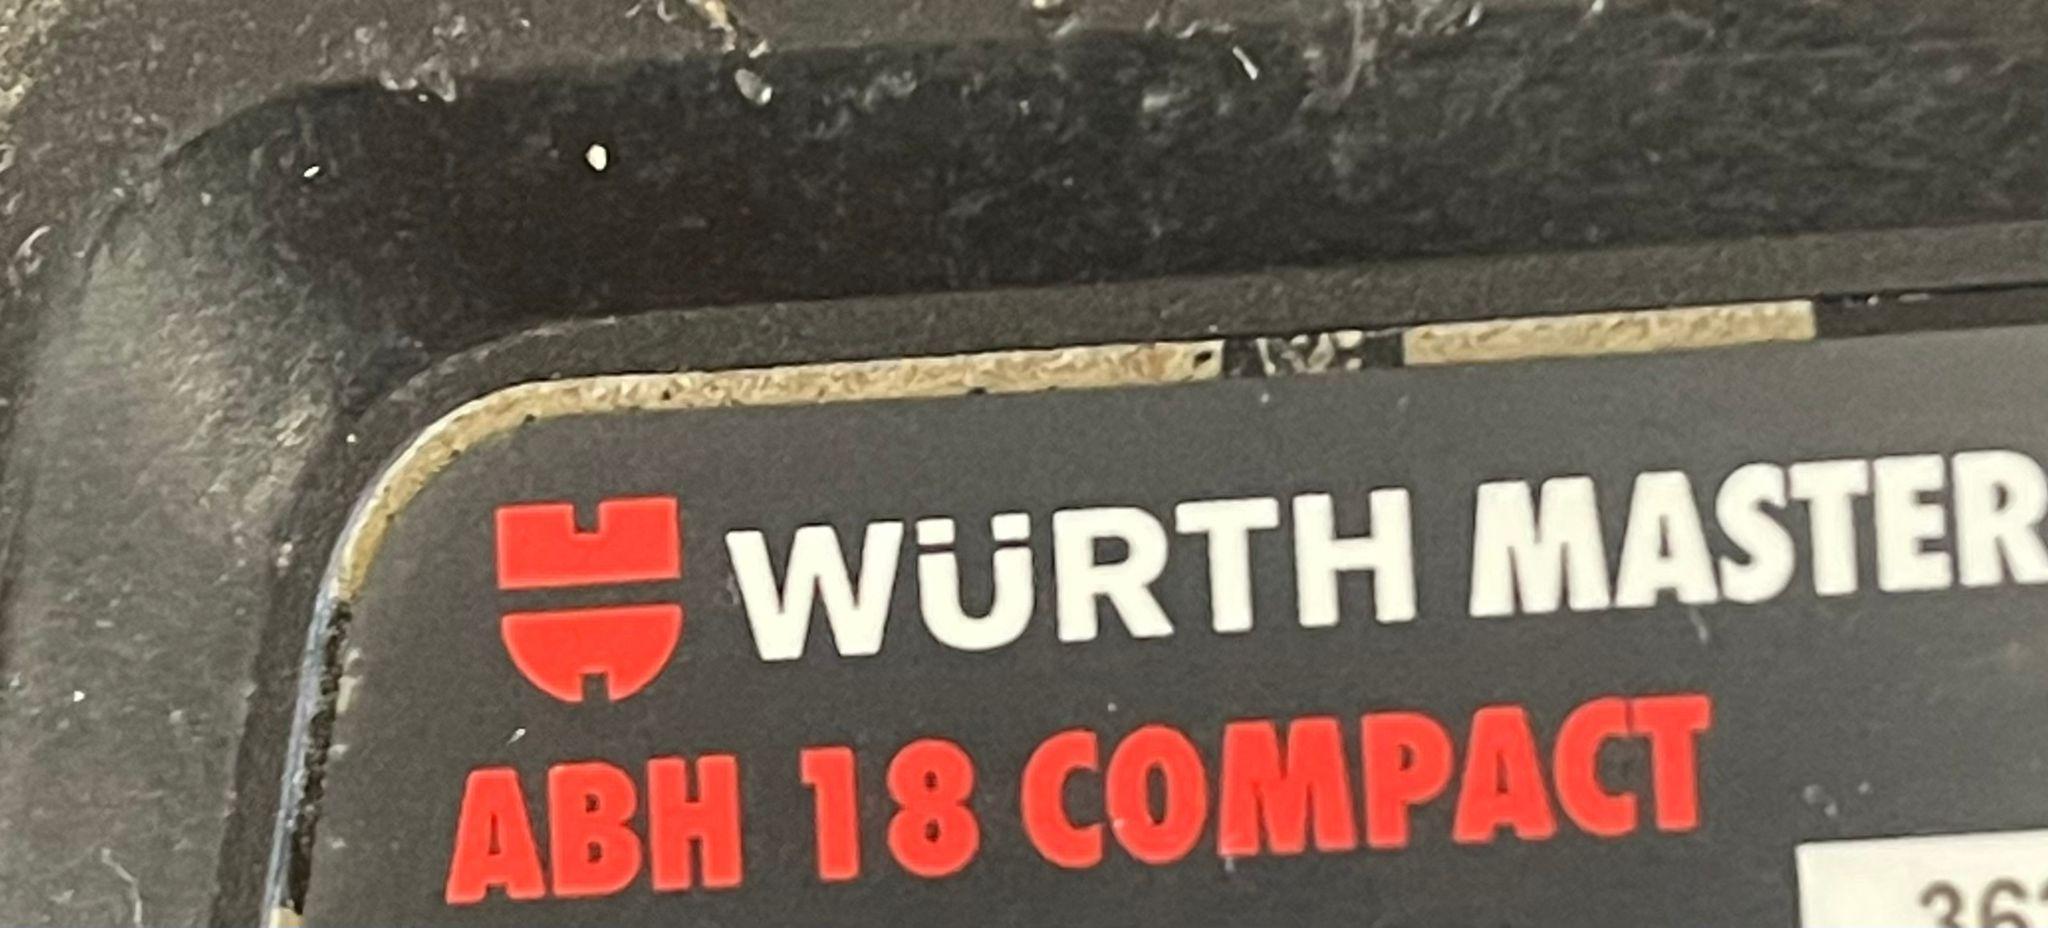 WÜRTH MASTER
ABH 18 COMPACT